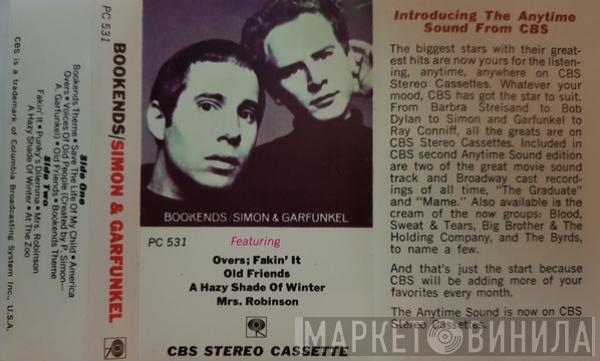 PC 531
BOOKENDS/SIMON & GARFUNKEL
Side One
Bookends Theme • Save The Life Of My Child • America
Overs • Voices Of Old People (Created by P. Simon—
A. Garfunkel) • Old Friends • Bookends Theme
Side Two
Fakin' It • Punky's Dilemma • Mrs. Robinson
A Hazy Shade Of Winter • At The Zoo
CBS is a trademark of Columbia Broadcasting System Inc., U.S.A.
BOOKENDS/SIMON & GARFUNKEL
PC 531
Featuring
Overs; Fakin' It
Old Friends
A Hazy Shade Of Winter
Mrs. Robinson
CBS STEREO CASSETTE
Introducing The Anytime
Sound From CBS
The biggest stars with their great-
est hits are now yours for the listen-
ing, anytime, anywhere on CBS
Stereo Cassettes. Whatever your
mood, CBS has got the star to suit.
From Barbra Streisand to Bob
Dylan to Simon and Garfunkel to
Ray Conniff, all the greats are on
CBS Stereo Cassettes. Included in
CBS second Anytime Sound edition
are two of the great movie sound
track and Broadway cast record-
ings of all time, "The Graduate"
and "Mame." Also available is the
cream of the now groups: Blood,
Sweat & Tears, Big Brother & The
Holding Company, and The Byrds,
to name a few.
And that's just the start because
CBS will be adding more of your
favorites every month.
The Anytime Sound is now on CBS
Stereo Cassettes.
МАРКЕТ ВИНИЛА